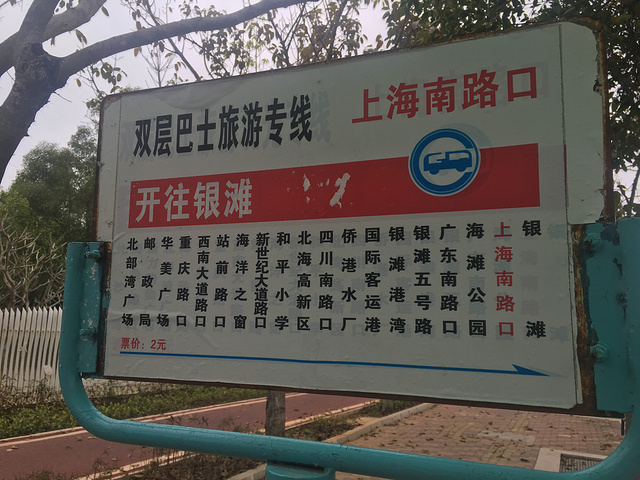 双层巴士旅游专线
上海南路口
开往银滩
北部湾广场
邮政局
华美广场
重庆路口
西南大道路口
站前路口
海洋之窗
新世纪大道路口
和平小学
北海高新区
四川南路口
侨港水厂
国际客运港
银滩港湾
银滩五号路
广东南路口
海滩公园
上海南路口
银滩
票价：2元